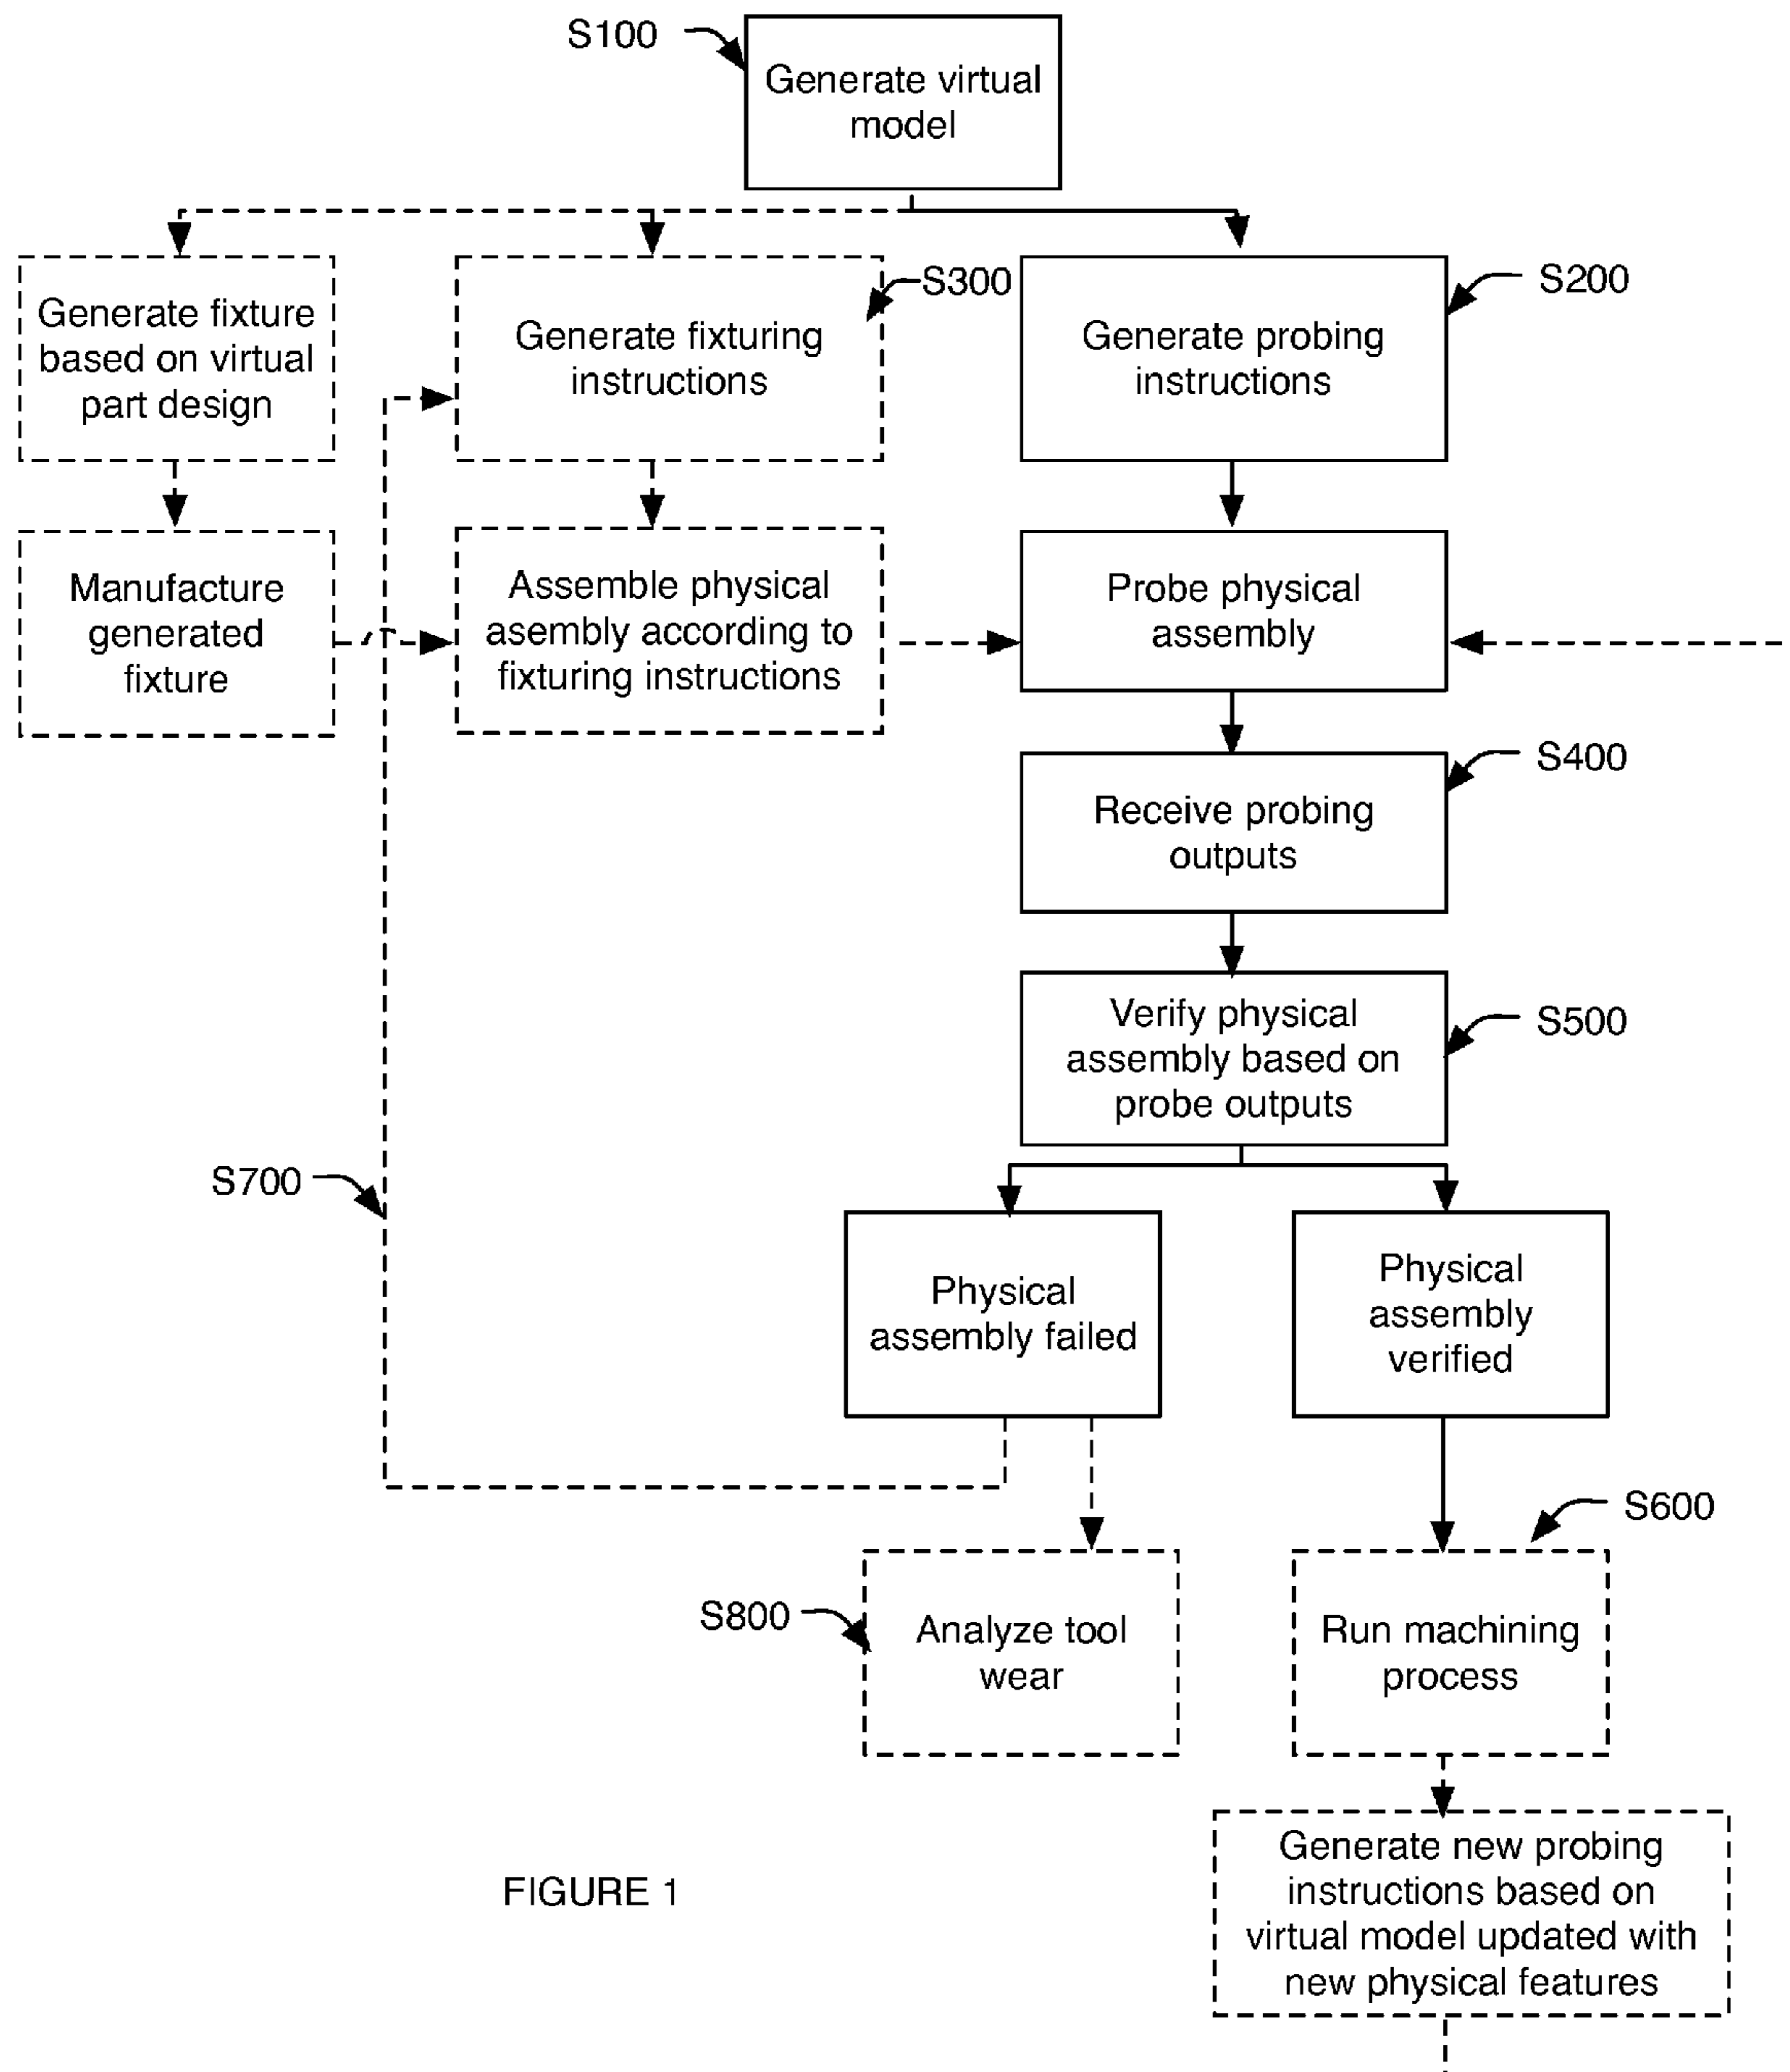 S100
Generate virtual
model
Generate fixture
based on virtual
part design
Generate fixturing
instructions
S300
Generate probing
instructions
S200
Manufacture
generated
fixture
Assemble physical
asembly according to
fixturing instructions
Probe physical
assembly
Receive probing
outputs
S400
Verify physical
assembly based on
probe outputs
S500
S700
Physical
assembly failed
Physical
assembly
verified
S600
S800
Analyze tool
wear
Run machining
process
Generate new probing
instructions based on
virtual model updated with
new physical features
FIGURE 1